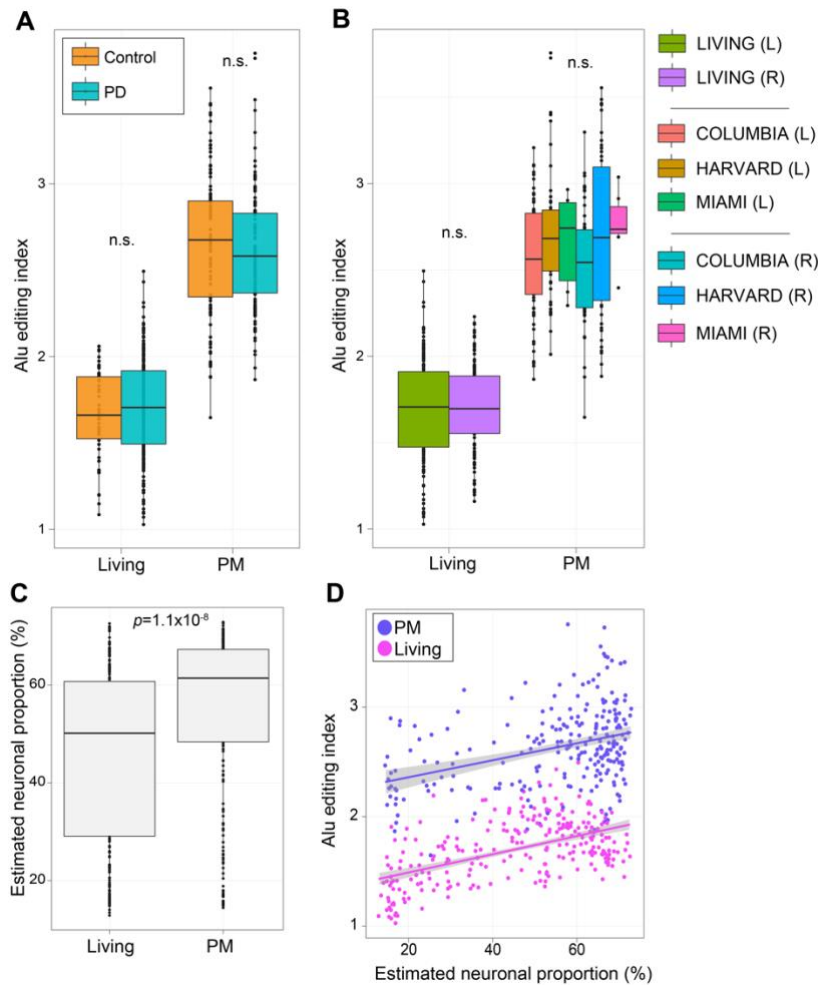 A
Control
PD
n.s.
n.s.
3
2
1
Alu editing index
Living
PM
B
n.s.
n.s.
3
2
1
Alu editing index
Living
PM
LIVING (L)
LIVING (R)
COLUMBIA (L)
HARVARD (L)
MIAMI (L)
COLUMBIA (R)
HARVARD (R)
MIAMI (R)
C
p=1.1x10⁻⁸
60
40
20
Estimated neuronal proportion (%)
Living
PM
D
PM
Living
3
2
1
Alu editing index
20
40
60
Estimated neuronal proportion (%)